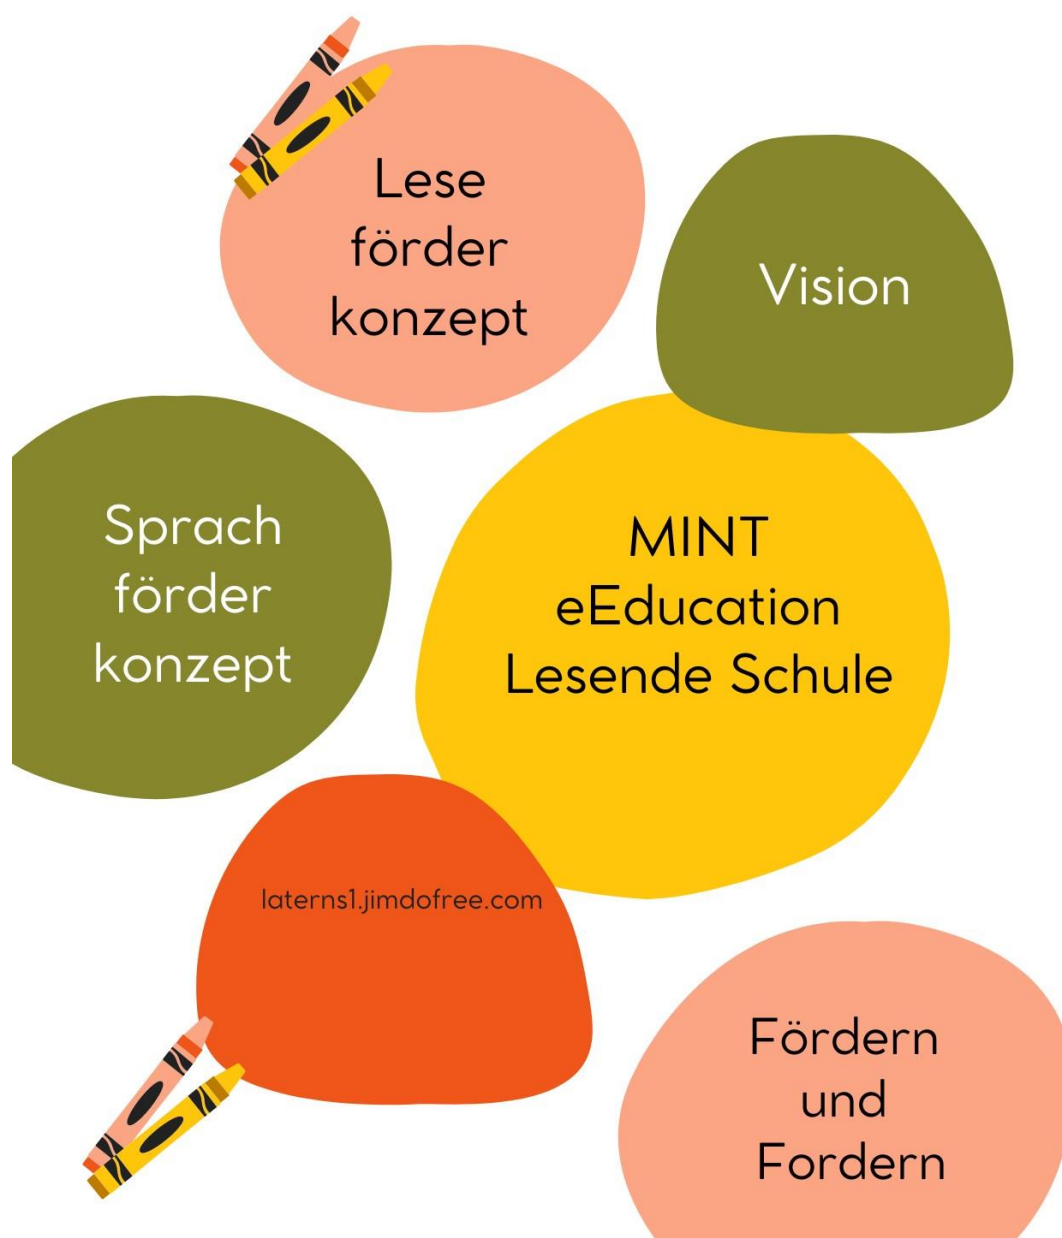 Lese
förder
konzept
Vision
Sprach
förder
konzept
MINT
eEducation
Lesende Schule
laterns1.jimdofree.com
Fördern
und
Fordern